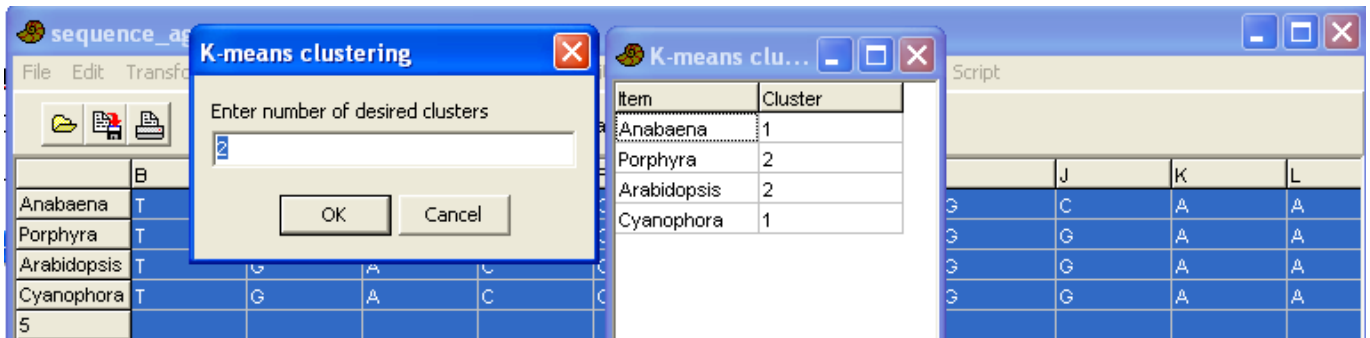 sequence_ag
File Edit Transfo Script
K-means clustering
Enter number of desired clusters
2
OK Cancel
K-means clu...
Item Cluster
Anabaena 1
Porphyra 2
Arabidopsis 2
Cyanophora 1
B J K L
Anabaena T G C A A
Porphyra T G G A A
Arabidopsis T G A C G G A A
Cyanophora T G A C G G A A
5